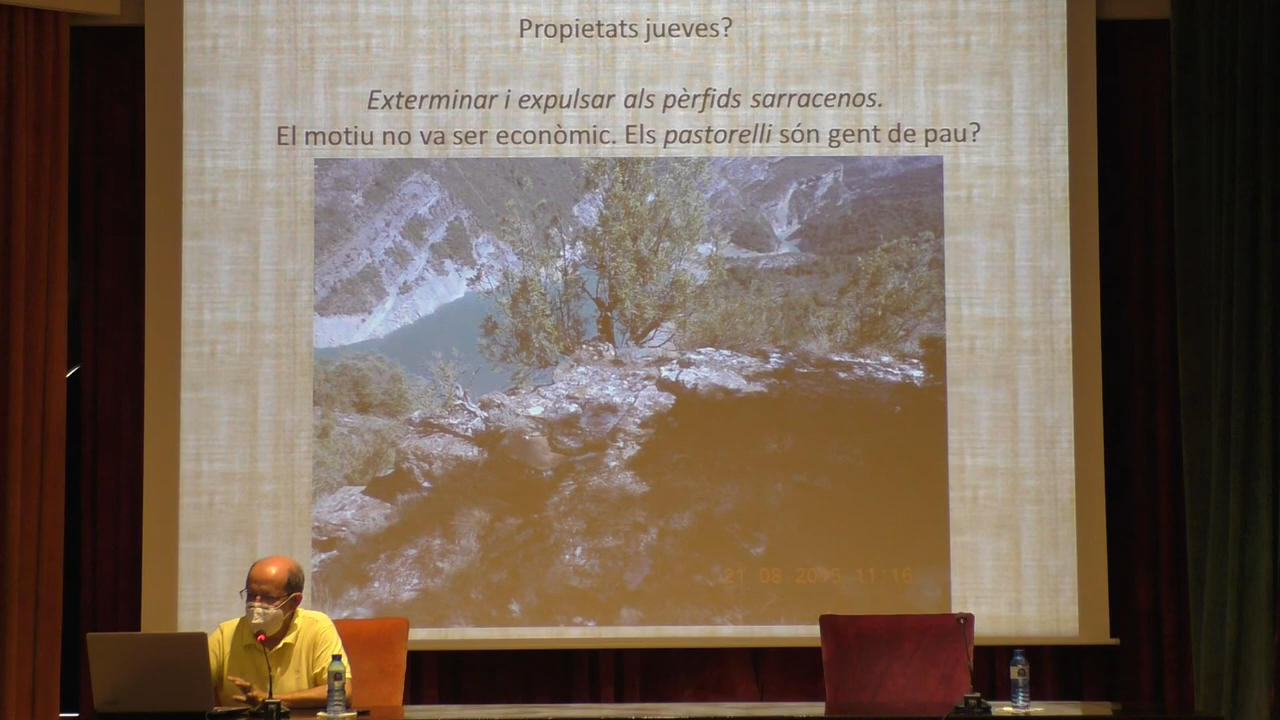 Propietats jueves?
Exterminar i expulsar als pèrfids sarracenos.
El motiu no va ser econòmic. Els pastorelli són gent de pau?
21 08 2015 11:16